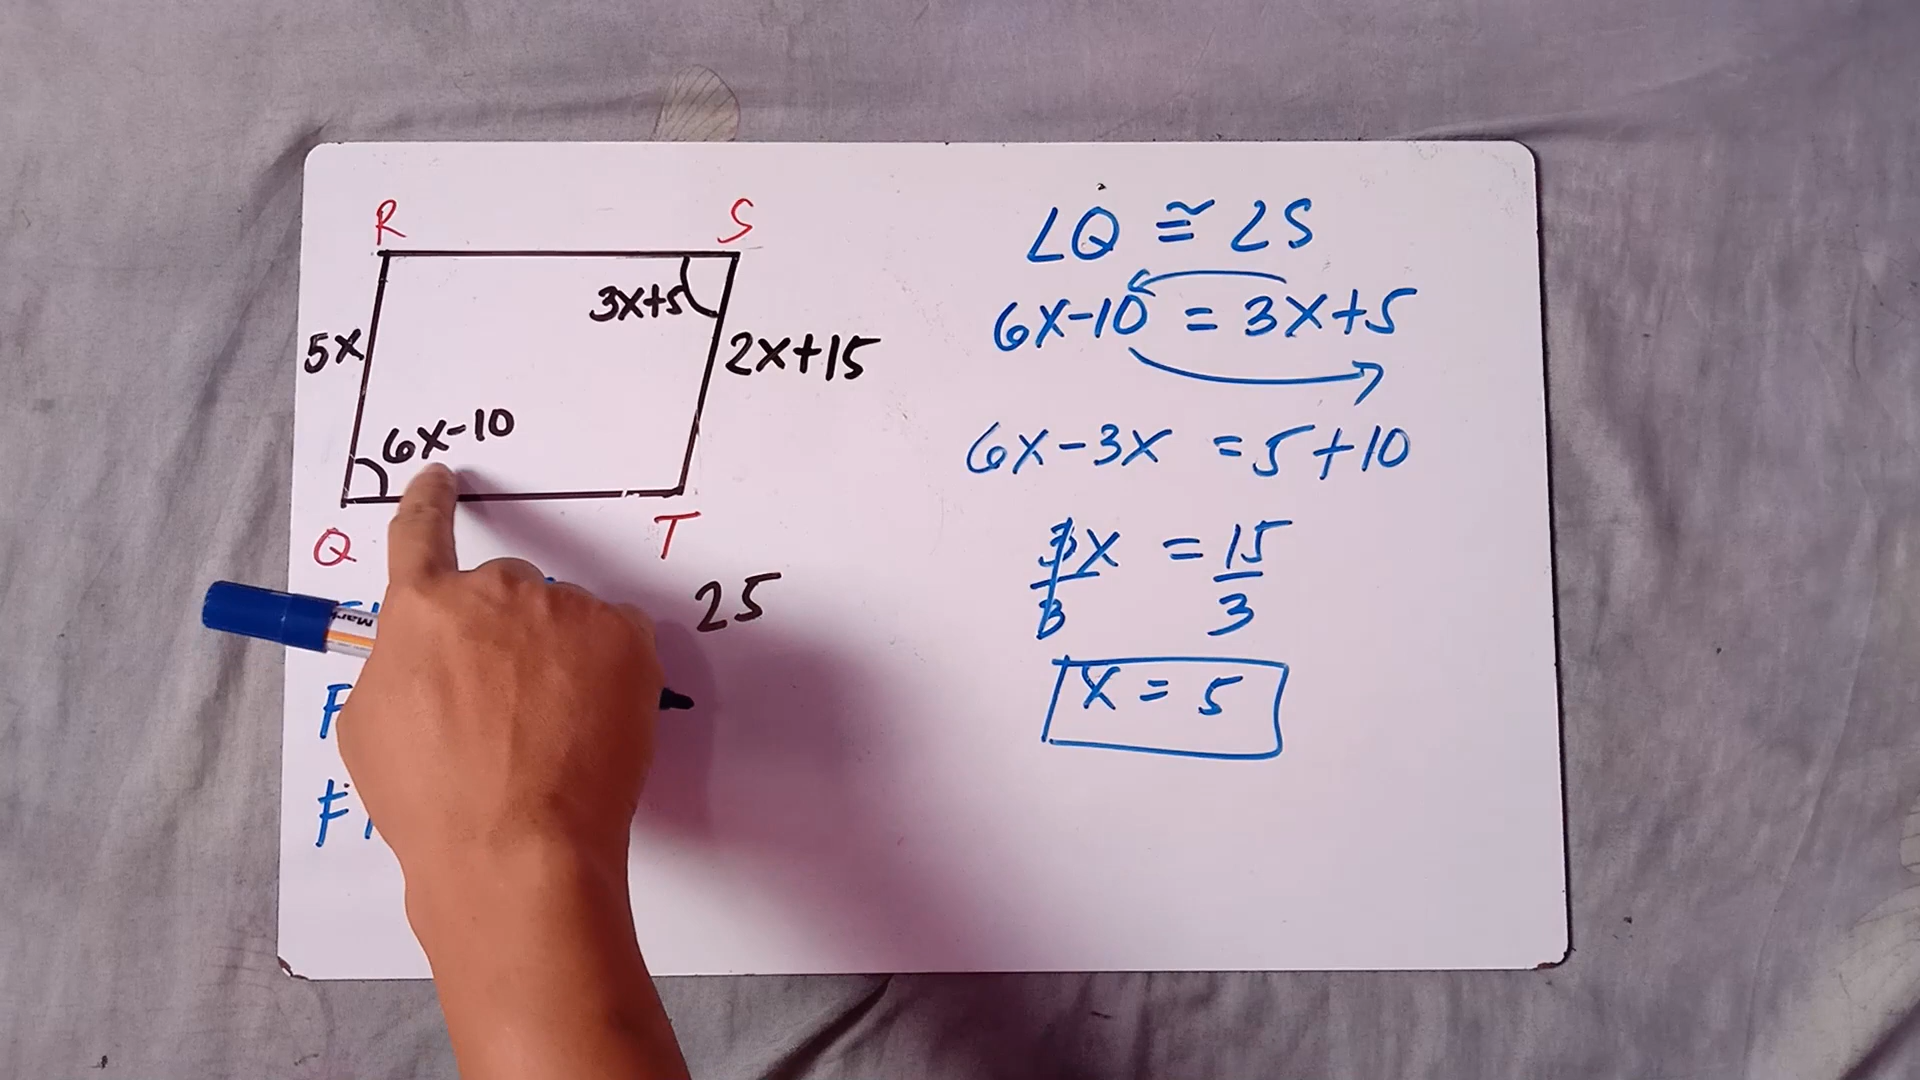 R
S
3x+5
5x
2x+15
6x-10
Q
T
25
∠Q ≅ ∠S
6x-10 = 3x+5
6x-3x = 5+10
3x/3 = 15/3
x = 5